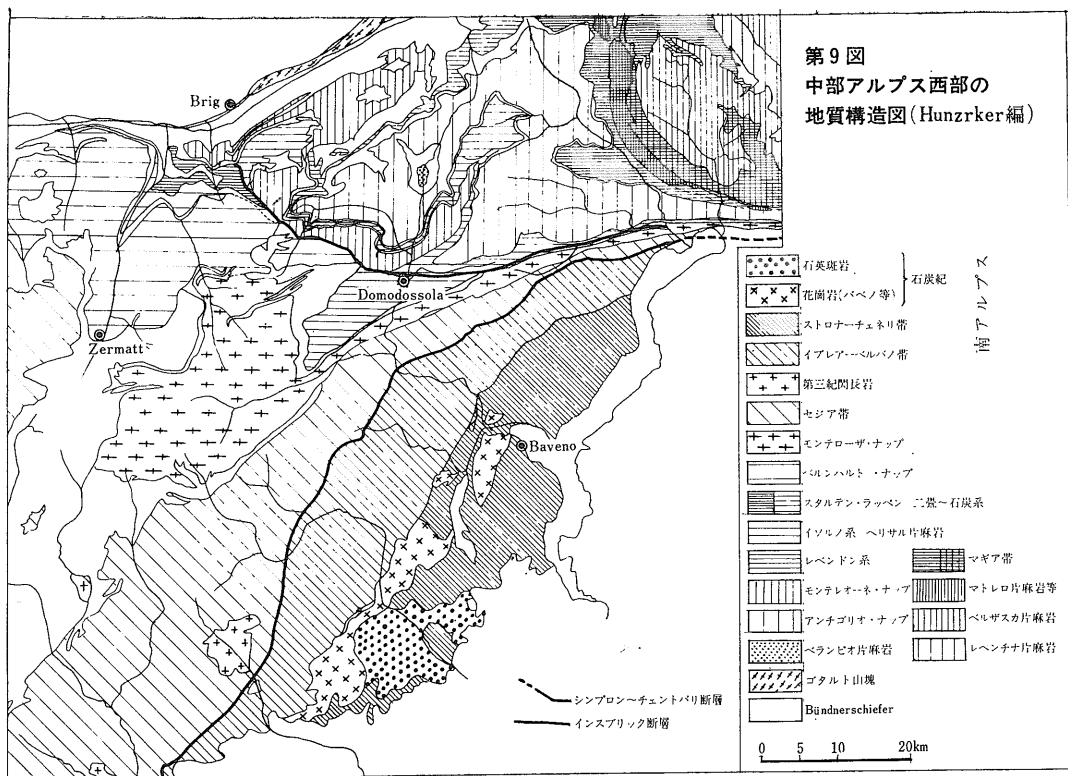 第9図
中部アルプス西部の
地質構造図(Hunzrker編)
Brig
Domodossola
Zermatt
Baveno
石英斑岩
石炭紀
花崗岩(バベノ等)
南アルプス
ストロナーチェネリ帯
イブレアーベルバノ帯
第三紀閃長岩
セジア帯
モンテローザ・ナップ
ベルンハルト・ナップ
スタルテン・ラッペン 二畳〜石炭系
イソルノ系 ヘリサル片麻岩
レベンドン系
マギア帯
モンテレオーネ・ナップ
マトレロ片麻岩等
アンチゴリオ・ナップ
ベルザスカ片麻岩
ベランピオ片麻岩
レヘンチナ片麻岩
ゴタルト山塊
Bündnerschiefer
シンプロン〜チェントバリ断層
インスブリック断層
0 5 10 20km